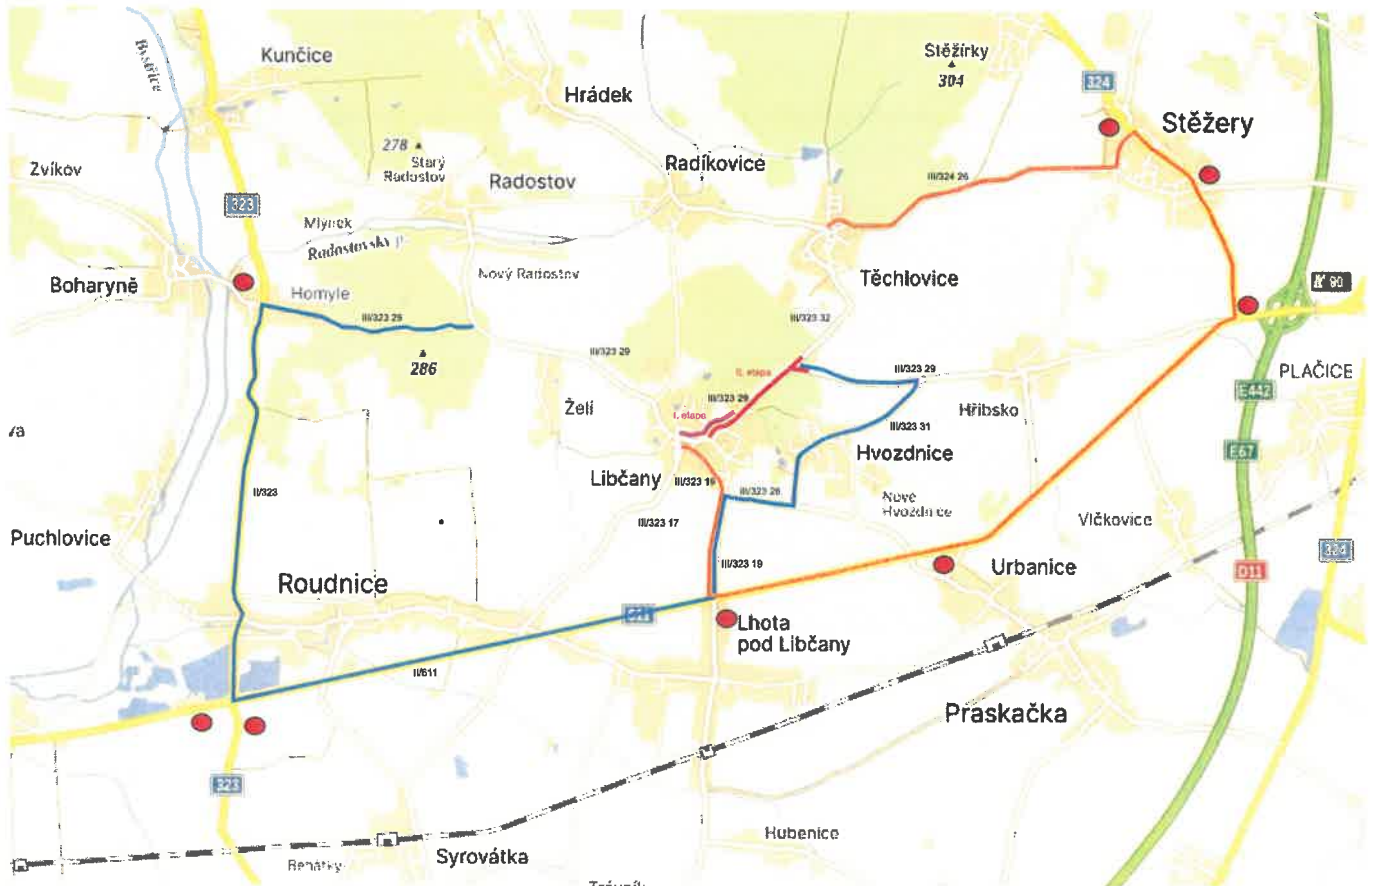 Bystřice
Kunčice
Stěžírky
304
324
Hrádek
Stěžery
278
Starý
Radostov
Zvíkov
Radíkovice
Radostov
III/324 26
323
Mlýnek
Radostovský p.
Boharyně
Homyle
Nový Radostov
Těchlovice
90
III/323 29
III/323 32
III/323 29
286
II. etapa
III/323 29
PLAČICE
E442
Želí
III/323 29
I. etapa
Hřibsko
III/323 31
Hvozdnice
E67
Libčany
III/323 19
III/323 28
Nové
Hvozdnice
II/323
III/323 17
Vlčkovice
Puchlovice
324
III/323 19
Urbanice
D11
Roudnice
611
Lhota
pod Libčany
II/611
Praskačka
323
Hubenice
Syrovátka